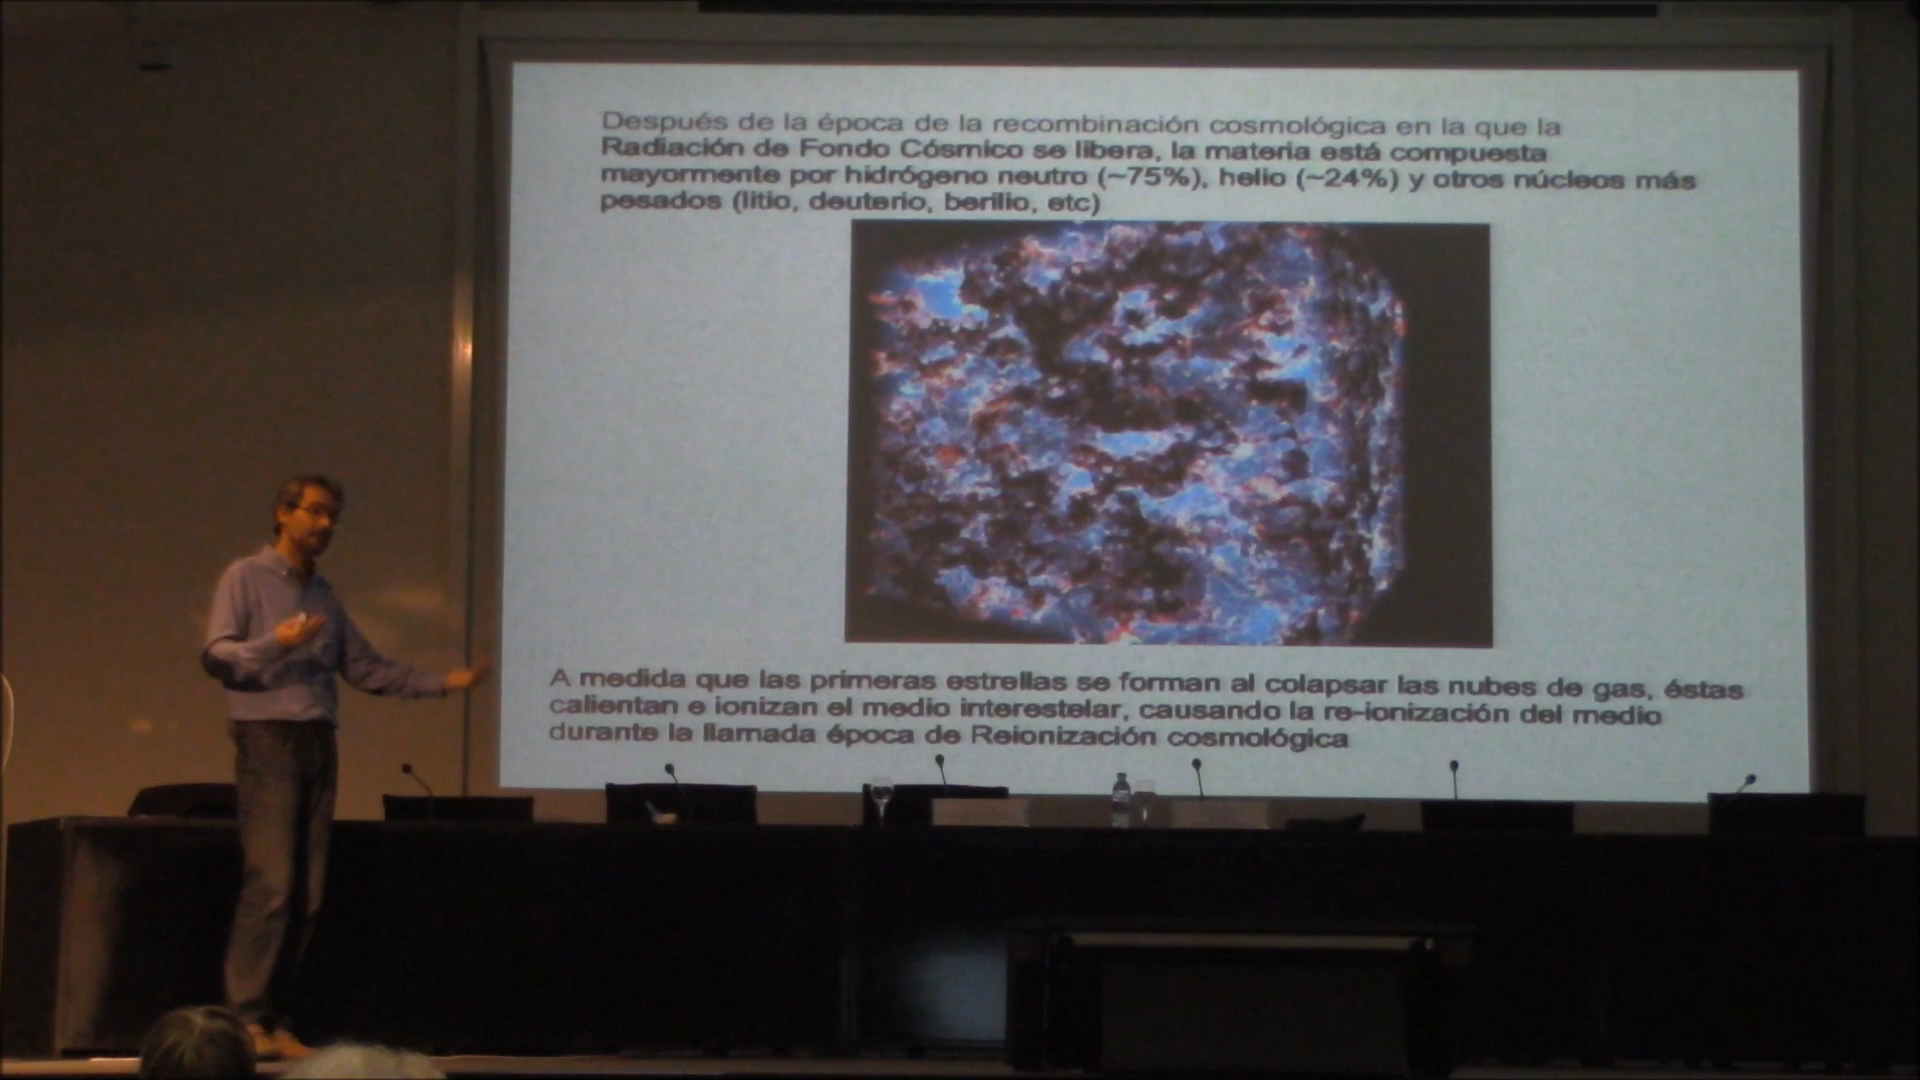 Después de la época de la recombinación cosmológica en la que la
Radiación de Fondo Cósmico se libera, la materia está compuesta
mayormente por hidrógeno neutro (~75%), helio (~24%) y otros núcleos más
pesados (litio, deuterio, berilio, etc)
A medida que las primeras estrellas se forman al colapsar las nubes de gas, éstas
calientan e ionizan el medio interestelar, causando la re-ionización del medio
durante la llamada época de Reionización cosmológica